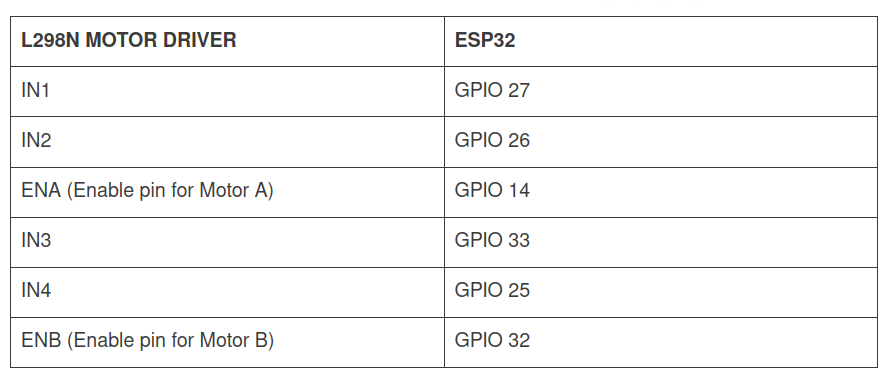 L298N MOTOR DRIVER ESP32
IN1 GPIO 27
IN2 GPIO 26
ENA (Enable pin for Motor A) GPIO 14
IN3 GPIO 33
IN4 GPIO 25
ENB (Enable pin for Motor B) GPIO 32